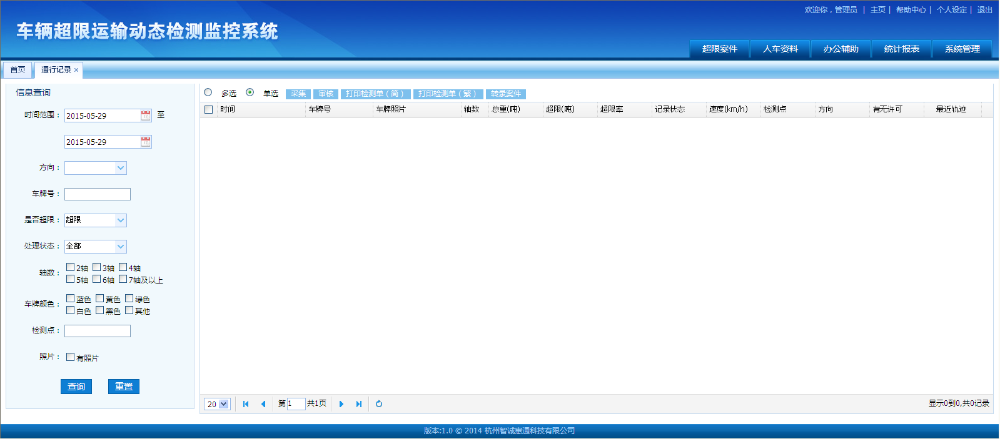 欢迎你，管理员 | 主页 | 帮助中心 | 个人设定 | 退出
车辆超限运输动态检测监控系统
超限案件 人车资料 办公辅助 统计报表 系统管理
首页 通行记录 ×
信息查询
时间范围： 2015-05-29 至
2015-05-29
方向：
车牌号：
是否超限： 超限
处理状态： 全部
轴数： 2轴 3轴 4轴
5轴 6轴 7轴及以上
车牌颜色： 蓝色 黄色 绿色
白色 黑色 其他
检测点：
照片： 有照片
查询 重置
多选 单选 采集 审核 打印检测单（简） 打印检测单（繁） 转录案件
时间 车牌号 车牌照片 轴数 总重(吨) 超限(吨) 超限率 记录状态 速度(km/h) 检测点 方向 有无许可 最近轨迹
20 第 1 共1页 显示0到0,共0记录
版本:1.0 © 2014 杭州智诚惠通科技有限公司